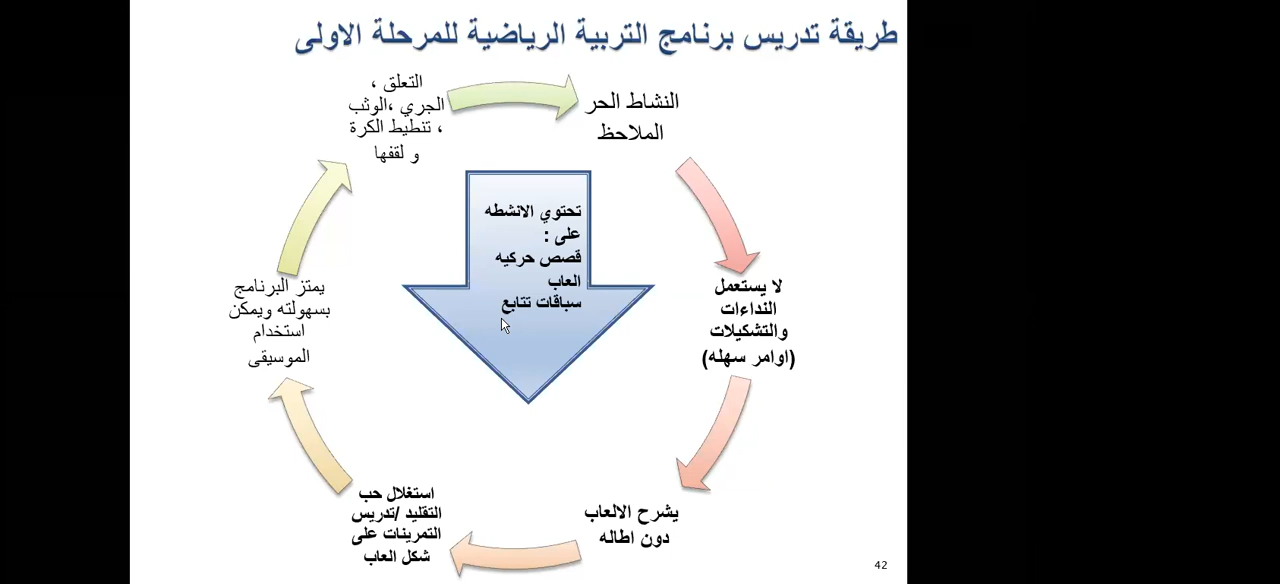 طريقة تدريس برنامج التربية الرياضية للمرحلة الاولى
النشاط الحر
الملاحظ
لا يستعمل
النداءات
والتشكيلات
(اوامر سهله)
يشرح الالعاب
دون اطاله
استغلال حب
التقليد /تدريس
التمرينات على
شكل العاب
يمتز البرنامج
بسهولته ويمكن
استخدام
الموسيقى
التعلق ،
الجري ،الوثب
، تنطيط الكرة
و لقفها
تحتوي الانشطه
على :
قصص حركيه
العاب
سباقات تتابع
42